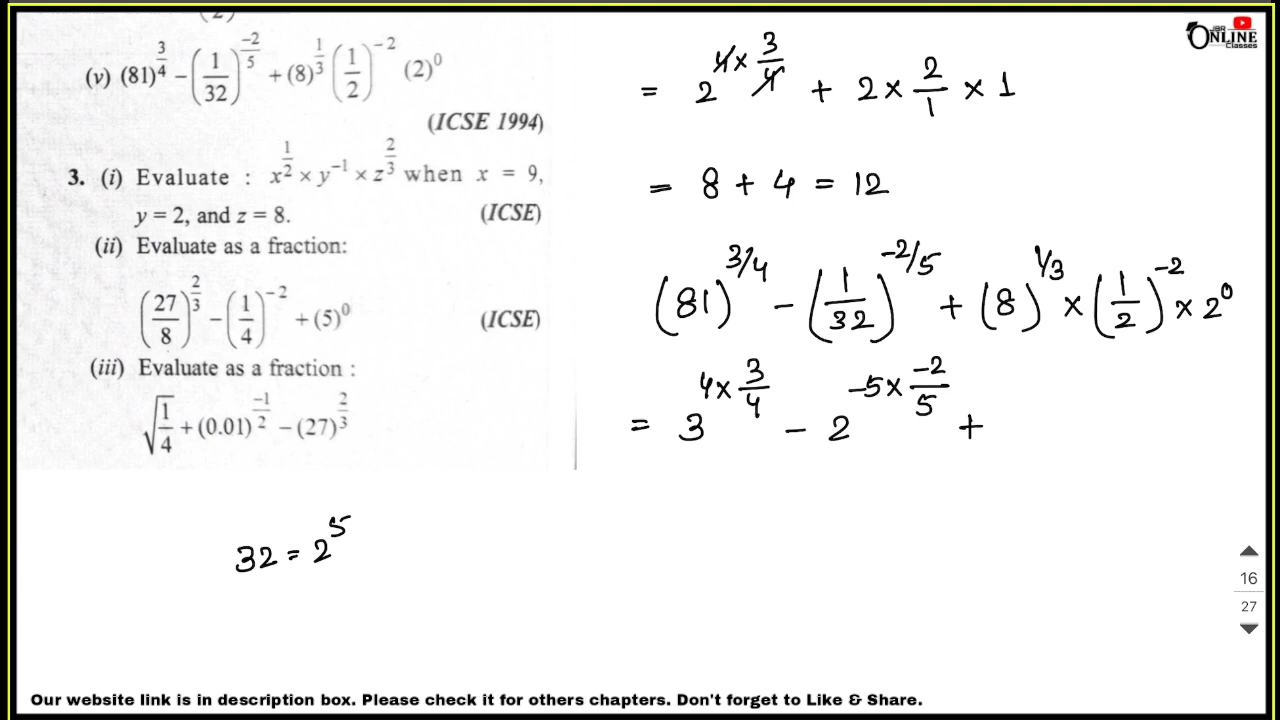 (2)
(v) (81)^{3/4} − (1/32)^{−2/5} + (8)^{1/3} (1/2)^{−2} (2)^0
(ICSE 1994)
3. (i) Evaluate : x^{1/2} × y^{−1} × z^{2/3} when x = 9,
y = 2, and z = 8. (ICSE)
(ii) Evaluate as a fraction:
(27/8)^{2/3} − (1/4)^{−2} + (5)^0 (ICSE)
(iii) Evaluate as a fraction :
√(1/4) + (0.01)^{−1/2} − (27)^{2/3}
32 = 2^5
JBR
ONLINE
Classes
= 2^{4 × 3/4} + 2 × 2/1 × 1
= 8 + 4 = 12
(81)^{3/4} − (1/32)^{−2/5} + (8)^{1/3} × (1/2)^{−2} × 2^0
= 3^{4 × 3/4} − 2^{−5 × −2/5} +
16
27
Our website link is in description box. Please check it for others chapters. Don't forget to Like & Share.